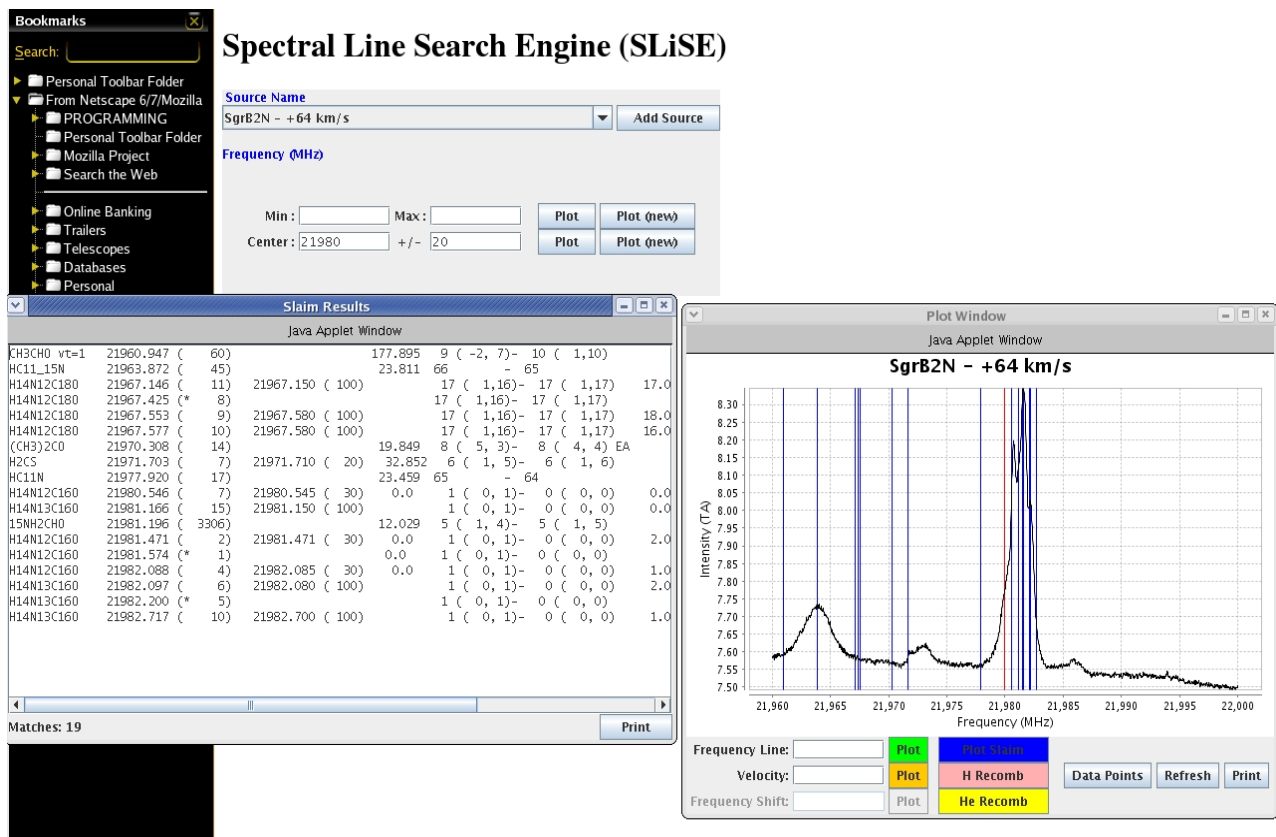 Bookmarks
Search:
Personal Toolbar Folder
From Netscape 6/7/Mozilla
PROGRAMMING
Personal Toolbar Folder
Mozilla Project
Search the Web
Online Banking
Trailers
Telescopes
Databases
Personal
Spectral Line Search Engine (SLiSE)
Source Name
SgrB2N - +64 km/s
Add Source
Frequency (MHz)
Min : Max : Plot Plot (new)
Center : 21980 +/- 20 Plot Plot (new)
Slaim Results
Java Applet Window
CH3CHO vt=1 21960.947 ( 60) 177.895 9 ( -2, 7)- 10 ( 1,10)
HC11_15N 21963.872 ( 45) 23.811 66 - 65
H14N12C180 21967.146 ( 11) 21967.150 ( 100) 17 ( 1,16)- 17 ( 1,17) 17.0
H14N12C180 21967.425 (* 8) 17 ( 1,16)- 17 ( 1,17)
H14N12C180 21967.553 ( 9) 21967.580 ( 100) 17 ( 1,16)- 17 ( 1,17) 18.0
H14N12C180 21967.577 ( 10) 21967.580 ( 100) 17 ( 1,16)- 17 ( 1,17) 16.0
(CH3)2CO 21970.308 ( 14) 19.849 8 ( 5, 3)- 8 ( 4, 4) EA
H2CS 21971.703 ( 7) 21971.710 ( 20) 32.852 6 ( 1, 5)- 6 ( 1, 6)
HC11N 21977.920 ( 17) 23.459 65 - 64
H14N12C160 21980.546 ( 7) 21980.545 ( 30) 0.0 1 ( 0, 1)- 0 ( 0, 0) 0.0
H14N13C160 21981.166 ( 15) 21981.150 ( 100) 1 ( 0, 1)- 0 ( 0, 0) 0.0
15NH2CHO 21981.196 ( 3306) 12.029 5 ( 1, 4)- 5 ( 1, 5)
H14N12C160 21981.471 ( 2) 21981.471 ( 30) 0.0 1 ( 0, 1)- 0 ( 0, 0) 2.0
H14N12C160 21981.574 (* 1) 0.0 1 ( 0, 1)- 0 ( 0, 0)
H14N12C160 21982.088 ( 4) 21982.085 ( 30) 0.0 1 ( 0, 1)- 0 ( 0, 0) 1.0
H14N13C160 21982.097 ( 6) 21982.080 ( 100) 1 ( 0, 1)- 0 ( 0, 0) 2.0
H14N13C160 21982.200 (* 5) 1 ( 0, 1)- 0 ( 0, 0)
H14N13C160 21982.717 ( 10) 21982.700 ( 100) 1 ( 0, 1)- 0 ( 0, 0) 1.0
Matches: 19
Print
Plot Window
Java Applet Window
SgrB2N - +64 km/s
Intensity (TA)
8.30
8.25
8.20
8.15
8.10
8.05
8.00
7.95
7.90
7.85
7.80
7.75
7.70
7.65
7.60
7.55
7.50
21,960 21,965 21,970 21,975 21,980 21,985 21,990 21,995 22,000
Frequency (MHz)
Frequency Line: Plot Plot Slaim
Velocity: Plot H Recomb Data Points Refresh Print
Frequency Shift: Plot He Recomb